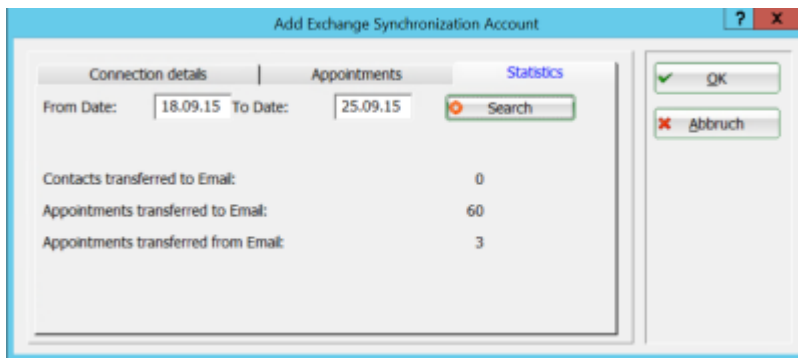 Add Exchange Synchronization Account
? x
Connection details | Appointments Statistics
From Date: 18.09.15 To Date: 25.09.15 Search
OK
Abbruch
Contacts transferred to Email: 0
Appointments transferred to Email: 60
Appointments transferred from Email: 3